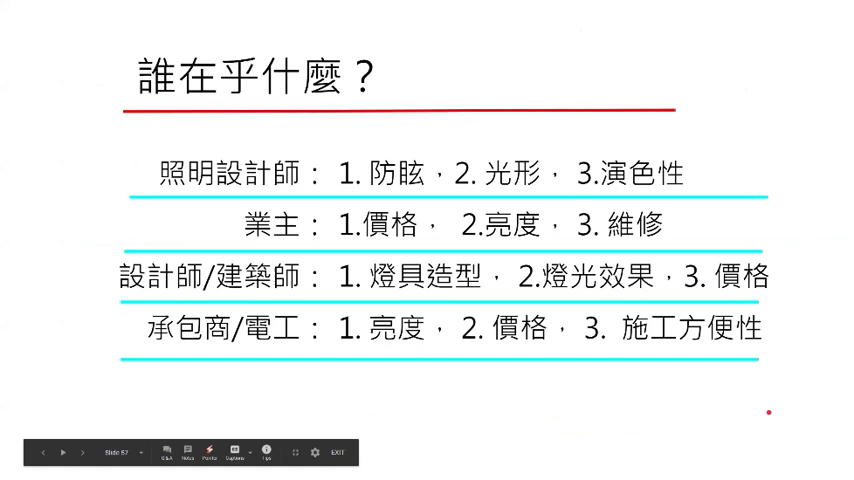 誰在乎什麼？
照明設計師： 1. 防眩，2. 光形， 3.演色性
業主： 1.價格， 2.亮度， 3. 維修
設計師/建築師： 1. 燈具造型， 2.燈光效果，3. 價格
承包商/電工： 1. 亮度， 2. 價格， 3. 施工方便性
Slide 57 Q&A Notes Pointer Captions Tips EXIT